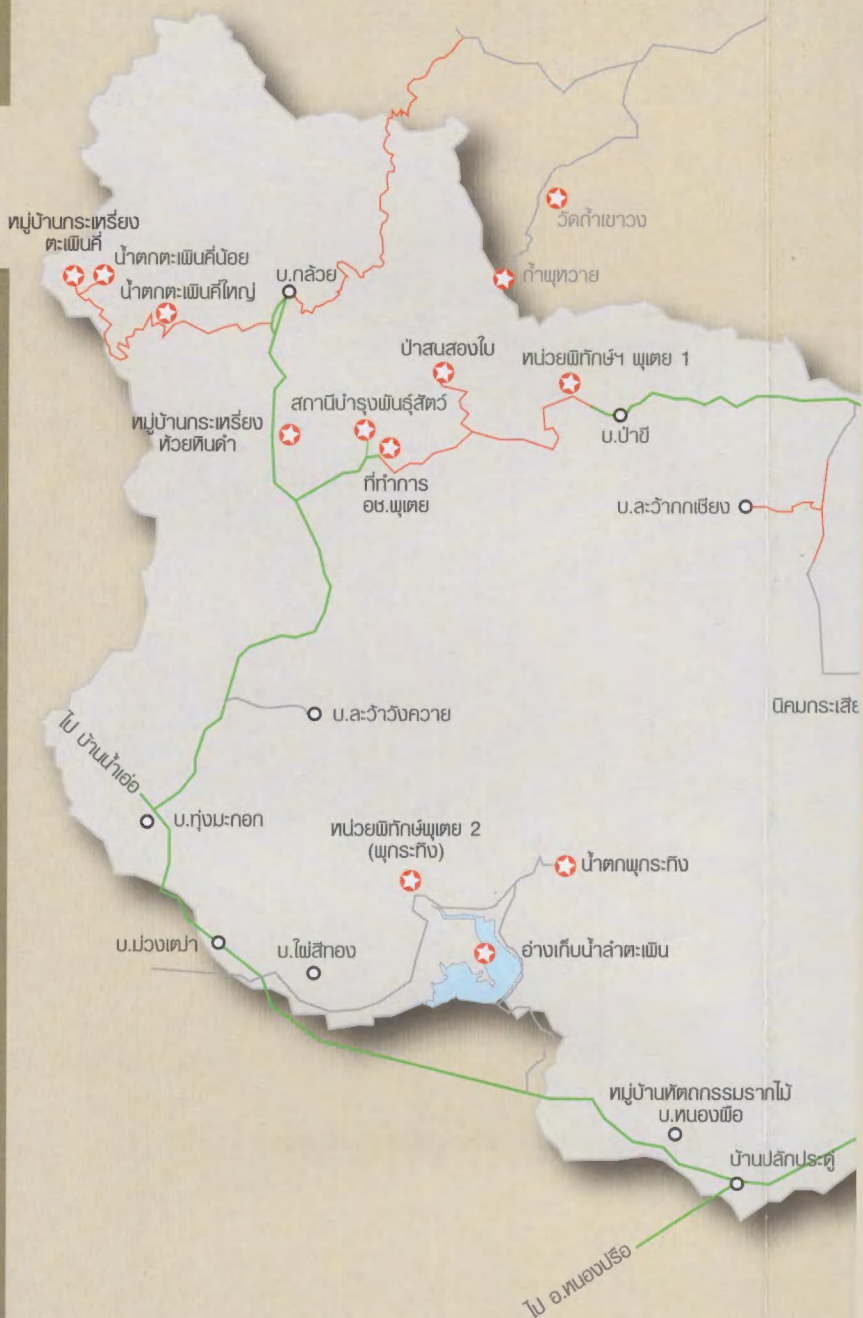 วัดถ้ำเขาวง
หมู่บ้านกระเหรี่ยง
ตะเพินคี่
น้ำตกตะเพินคี่น้อย
น้ำตกตะเพินคี่ใหญ่
บ.กล้วย
ถ้ำพุหวาย
ป่าสนสองใบ
หน่วยพิทักษ์ฯ พุเตย 1
สถานีบำรุงพันธุ์สัตว์
หมู่บ้านกระเหรี่ยง
ห้วยหินดำ
บ.ป่าขี
ที่ทำการ
อช.พุเตย
บ.ละว้ากกเชียง
บ.ละว้าวังควาย
นิคมกระเสีย
ไป บ้านน้ำเอ่อ
บ.ทุ่งมะกอก
หน่วยพิทักษ์พุเตย 2
(พุกระทิง)
น้ำตกพุกระทิง
บ.ม่วงเฒ่า
บ.ไผ่สีทอง
อ่างเก็บน้ำลำตะเพิน
หมู่บ้านหัตถกรรมรากไม้
บ.หนองผือ
บ้านปลักประดู่
ไป อ.หนองปรือ